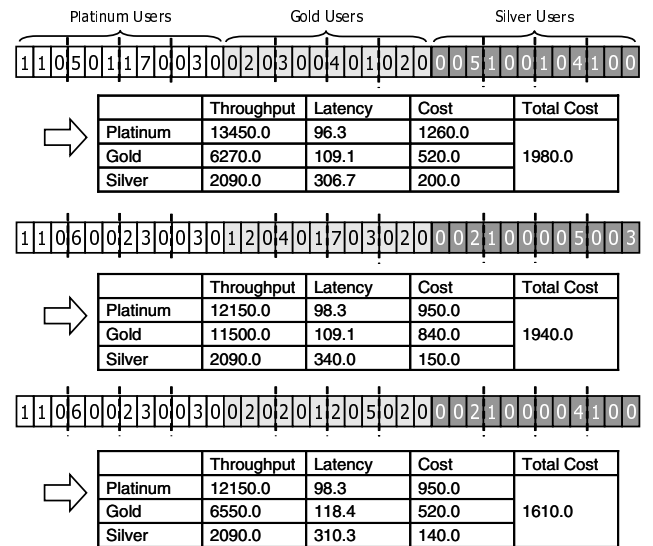 Platinum Users Gold Users Silver Users
1 1 0 5 0 1 1 7 0 0 3 0 0 2 0 3 0 0 4 0 1 0 2 0 0 0 5 1 0 0 1 0 4 1 0 0
Throughput Latency Cost Total Cost
Platinum 13450.0 96.3 1260.0
Gold 6270.0 109.1 520.0 1980.0
Silver 2090.0 306.7 200.0
1 1 0 6 0 0 2 3 0 0 3 0 1 2 0 4 0 1 7 0 3 0 2 0 0 0 2 1 0 0 0 0 5 0 0 3
Throughput Latency Cost Total Cost
Platinum 12150.0 98.3 950.0
Gold 11500.0 109.1 840.0 1940.0
Silver 2090.0 340.0 150.0
1 1 0 6 0 0 2 3 0 0 3 0 0 2 0 2 0 1 2 0 5 0 2 0 0 0 2 1 0 0 0 0 4 1 0 0
Throughput Latency Cost Total Cost
Platinum 12150.0 98.3 950.0
Gold 6550.0 118.4 520.0 1610.0
Silver 2090.0 310.3 140.0